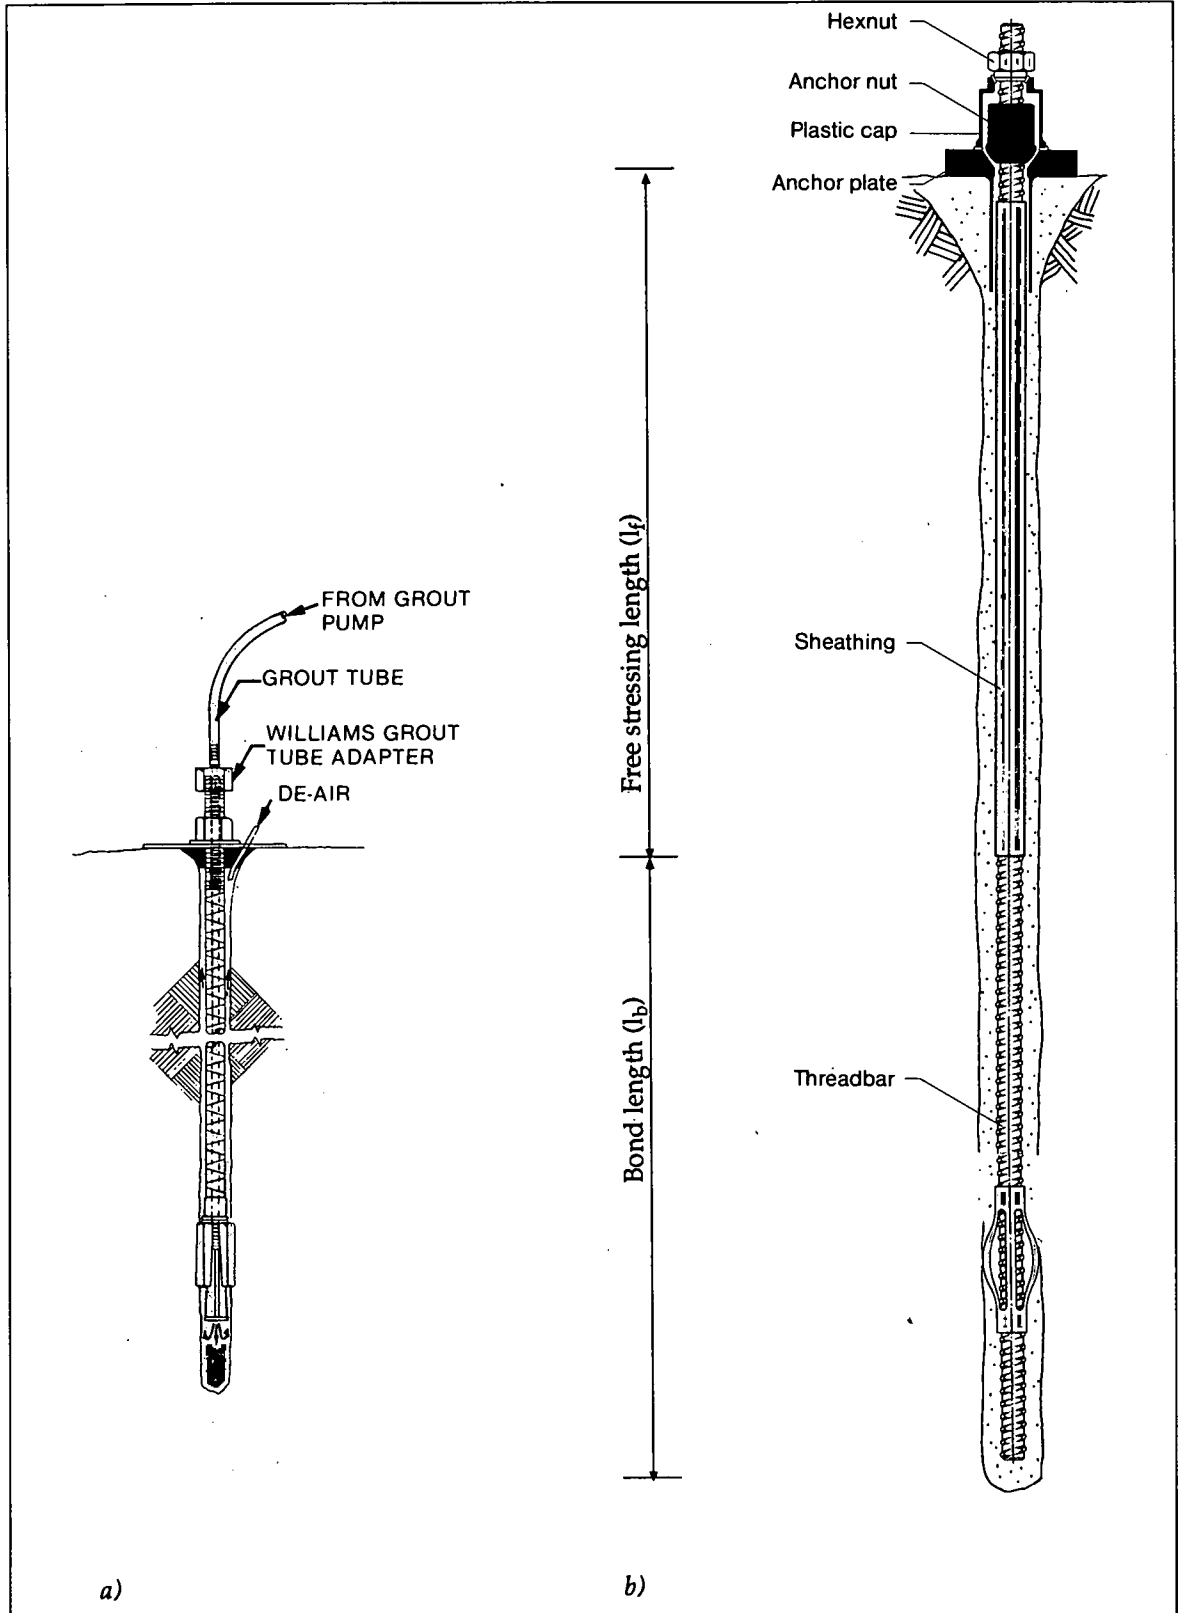 Hexnut
Anchor nut
Plastic cap
Anchor plate
Free stressing length (lf)
FROM GROUT
PUMP
GROUT TUBE
WILLIAMS GROUT
TUBE ADAPTER
DE-AIR
Sheathing
Bond length (lb)
Threadbar
a)
b)